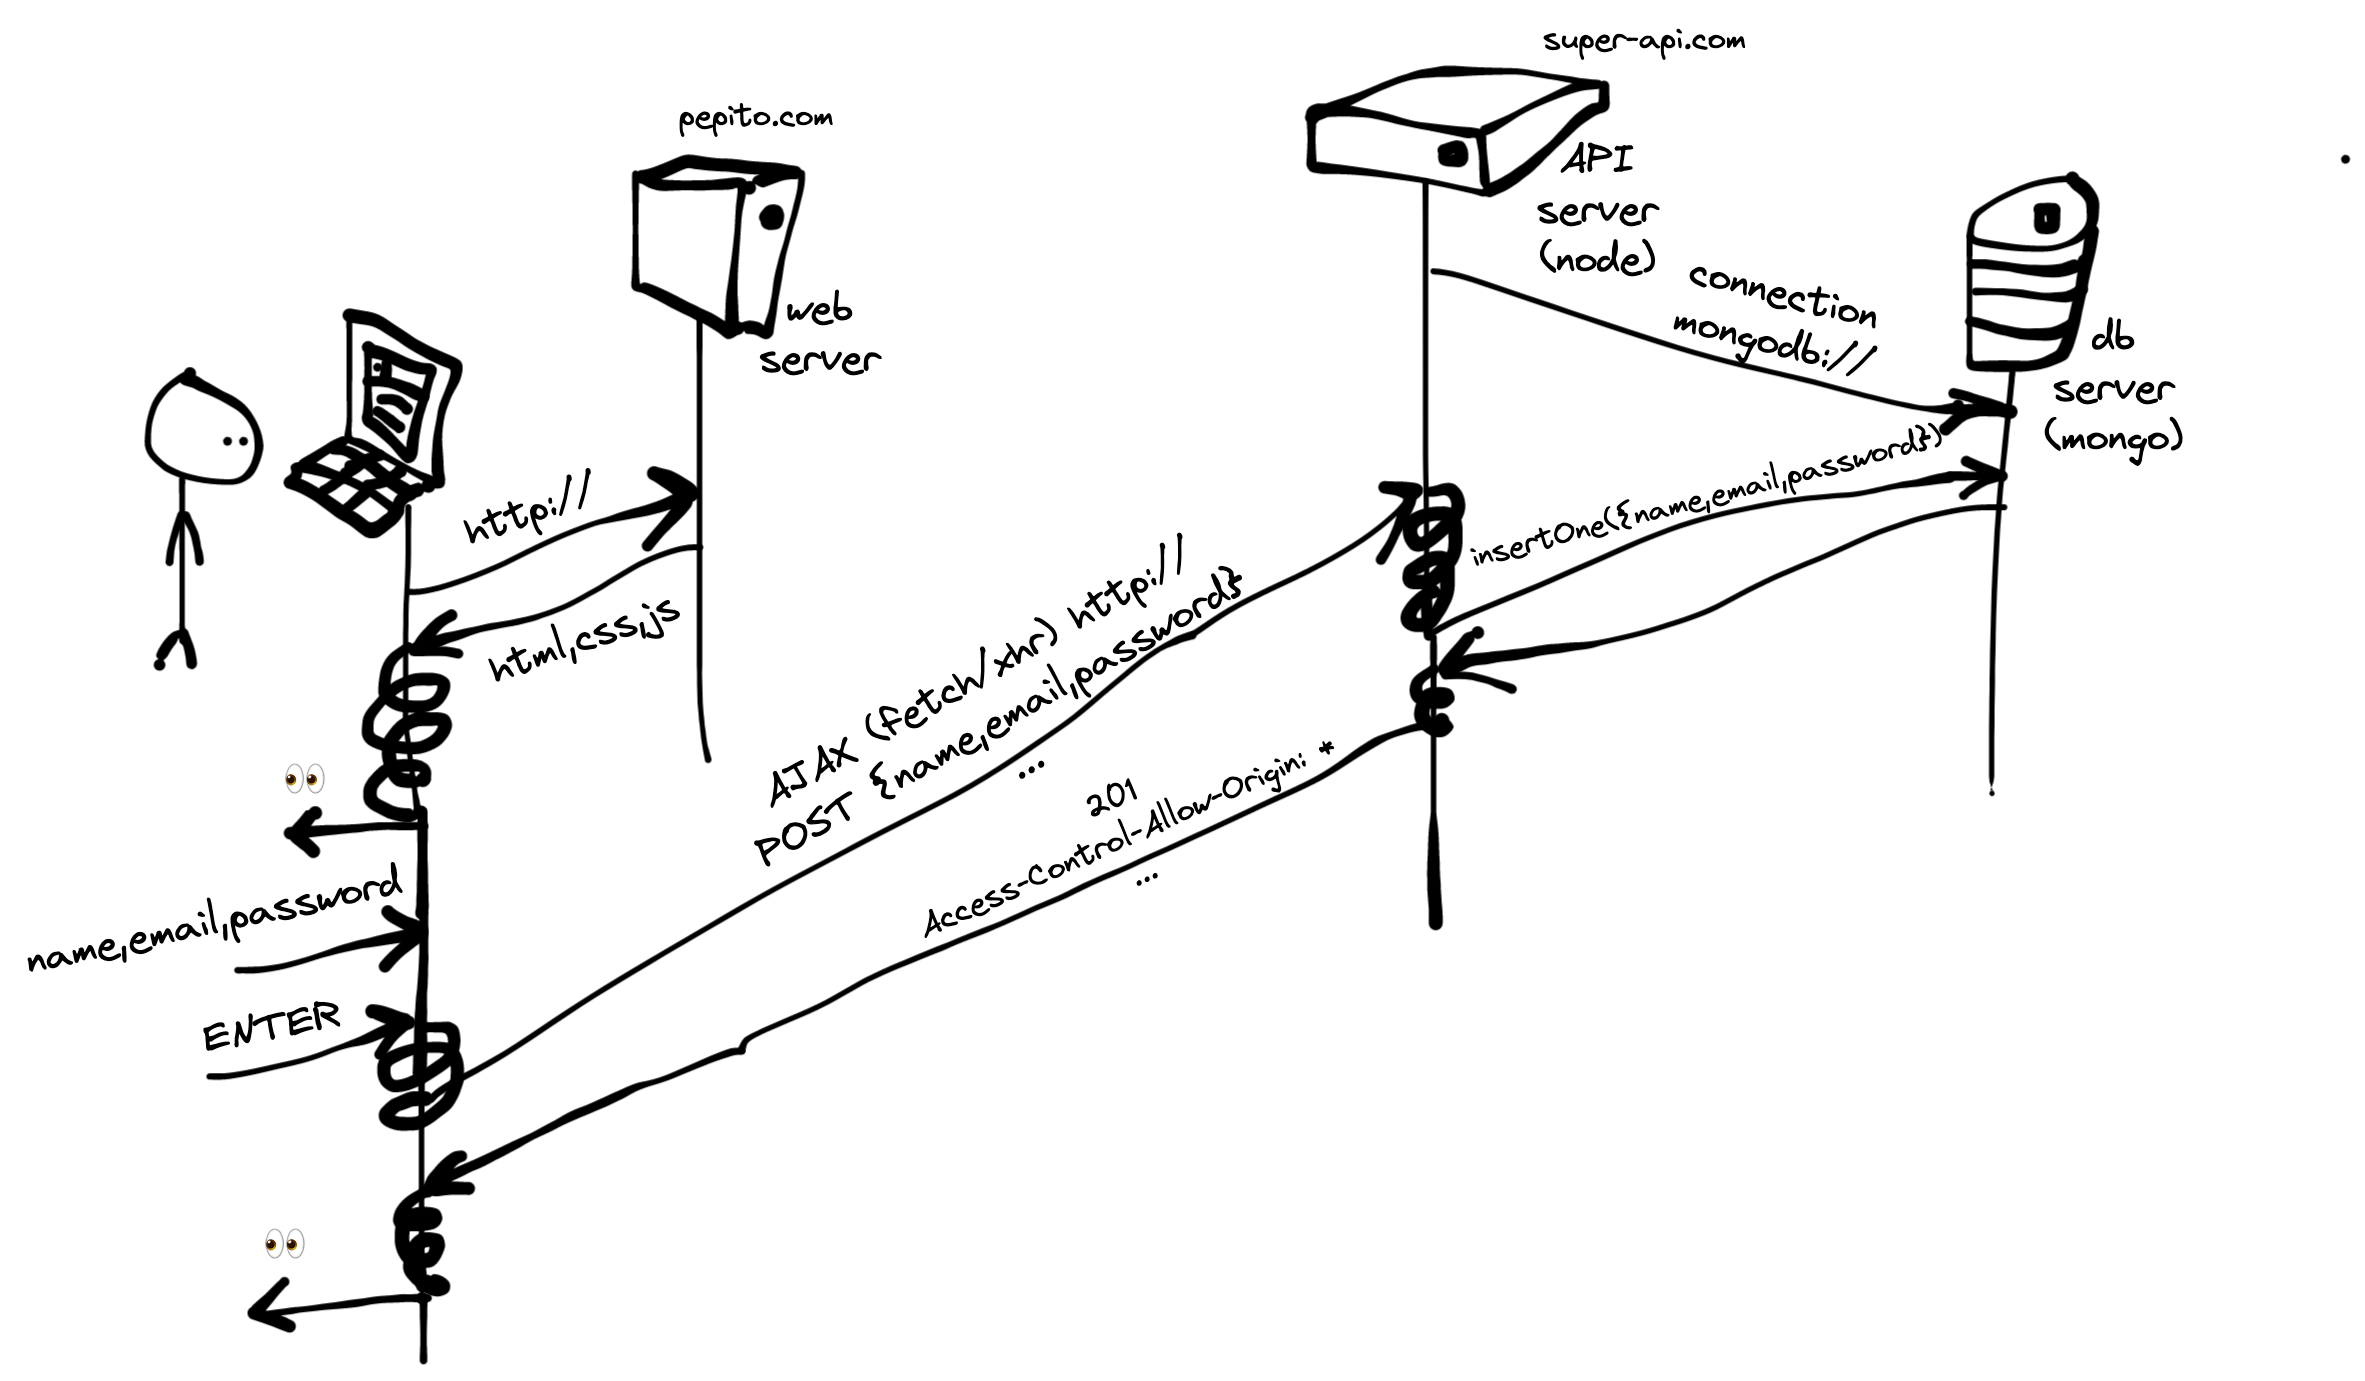 super-api.com
pepito.com
API
server
(node)
connection
mongodb://
web
server
db
server
(mongo)
http://
insertOne({name,email,password})
html,css,js
AJAX (fetch/xhr) http://
POST {name,email,password}
...
201
Access-Control-Allow-Origin: *
...
name,email,password
ENTER